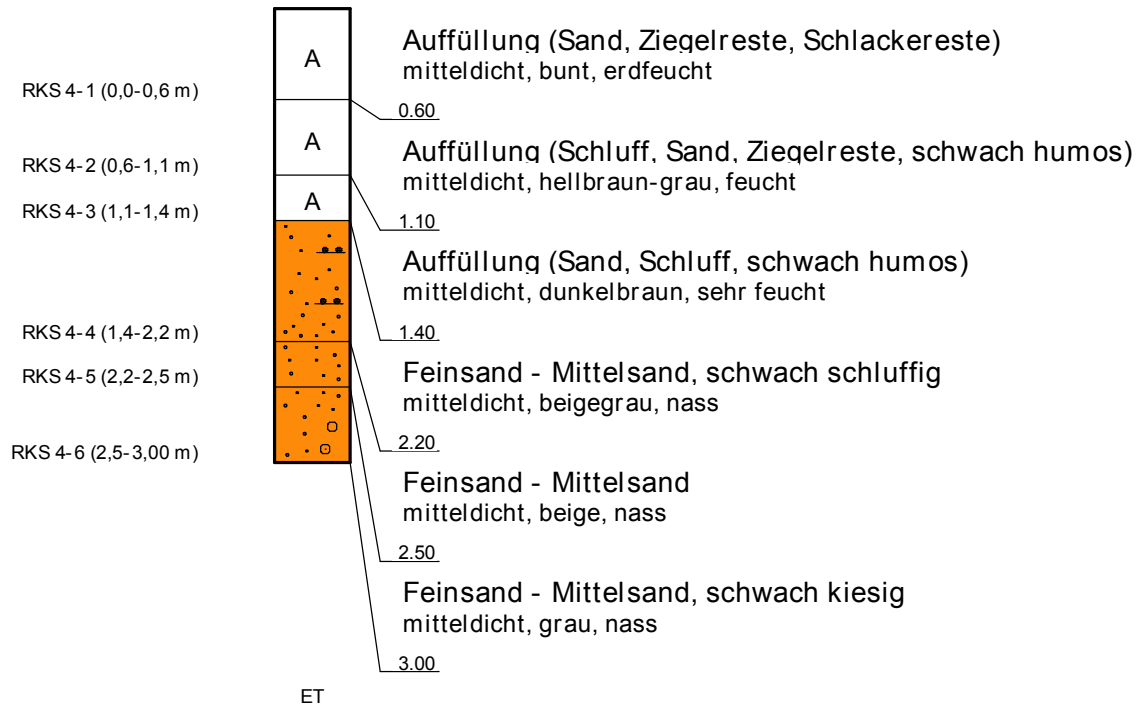 A
Auffüllung (Sand, Ziegelreste, Schlackereste)
mitteldicht, bunt, erdfeucht
RKS 4-1 (0,0-0,6 m)
0.60
A
Auffüllung (Schluff, Sand, Ziegelreste, schwach humos)
mitteldicht, hellbraun-grau, feucht
RKS 4-2 (0,6-1,1 m)
A
RKS 4-3 (1,1-1,4 m)
1.10
Auffüllung (Sand, Schluff, schwach humos)
mitteldicht, dunkelbraun, sehr feucht
RKS 4-4 (1,4-2,2 m)
1.40
Feinsand - Mittelsand, schwach schluffig
mitteldicht, beigegrau, nass
RKS 4-5 (2,2-2,5 m)
2.20
RKS 4-6 (2,5-3,00 m)
Feinsand - Mittelsand
mitteldicht, beige, nass
2.50
Feinsand - Mittelsand, schwach kiesig
mitteldicht, grau, nass
3.00
ET